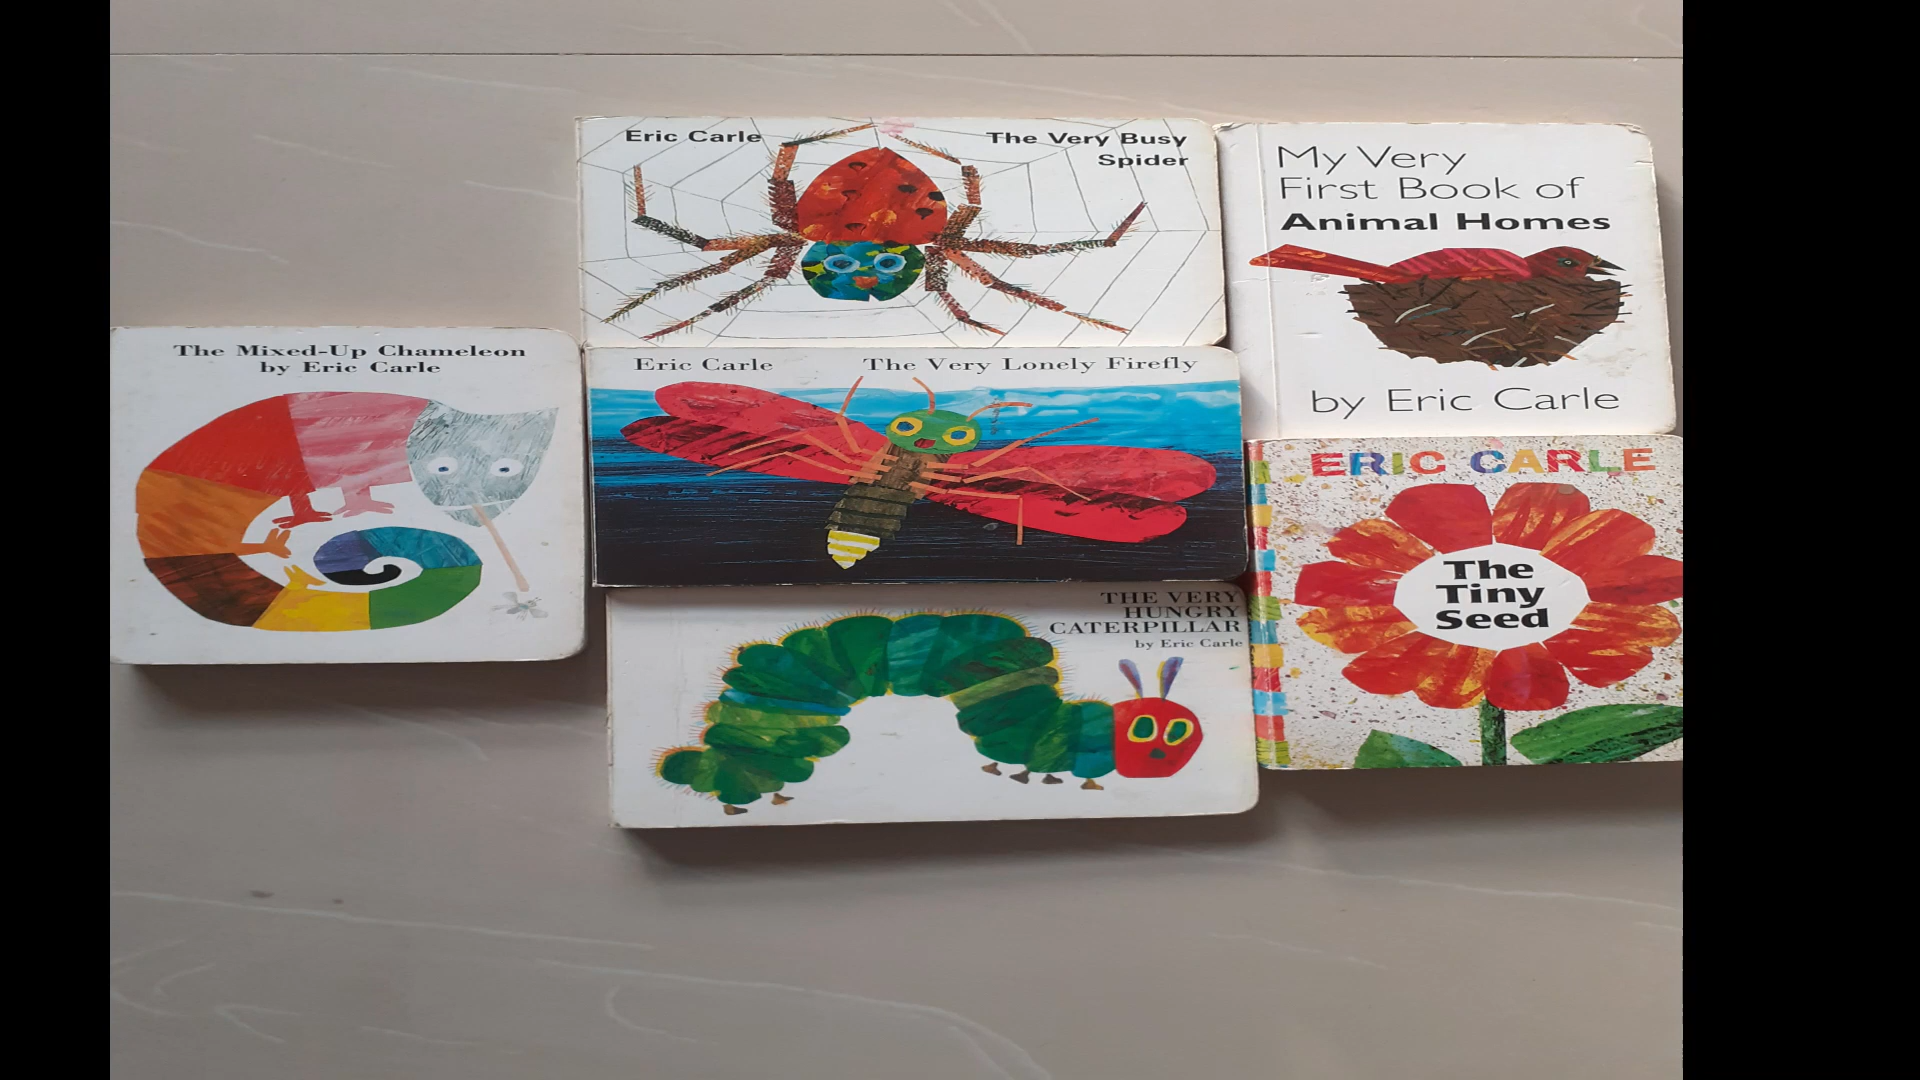 The Mixed-Up Chameleon
by Eric Carle
Eric Carle
The Very Busy
Spider
Eric Carle
The Very Lonely Firefly
THE VERY
HUNGRY
CATERPILLAR
by Eric Carle
My Very
First Book of
Animal Homes
by Eric Carle
ERIC CARLE
The
Tiny
Seed